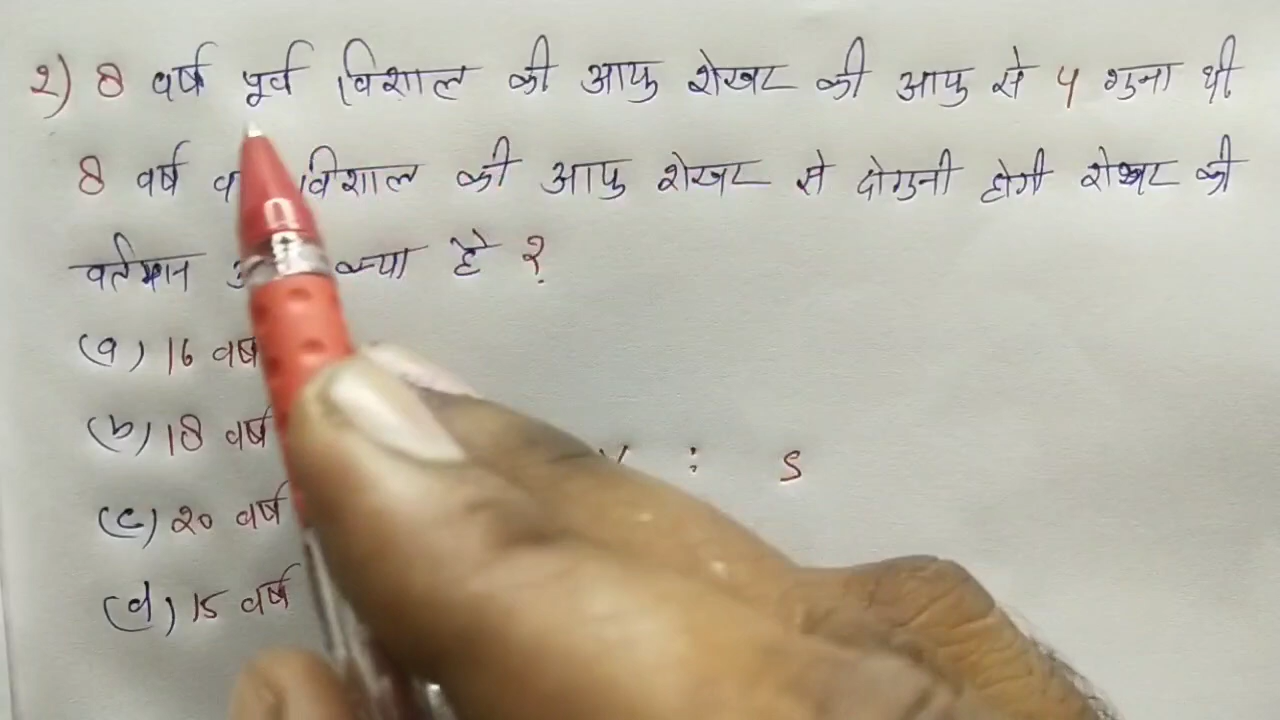 २) 8 वर्ष पूर्व विशाल की आयु शेखर की आयु से 4 गुना थी
8 वर्ष विशाल की आयु शेखर से दोगुनी होगी शेखर की
वर्तमान क्या है ?
(a) 16 वर्ष
(b) 18 वर्ष
(c) 20 वर्ष
(d) 15 वर्ष
: S